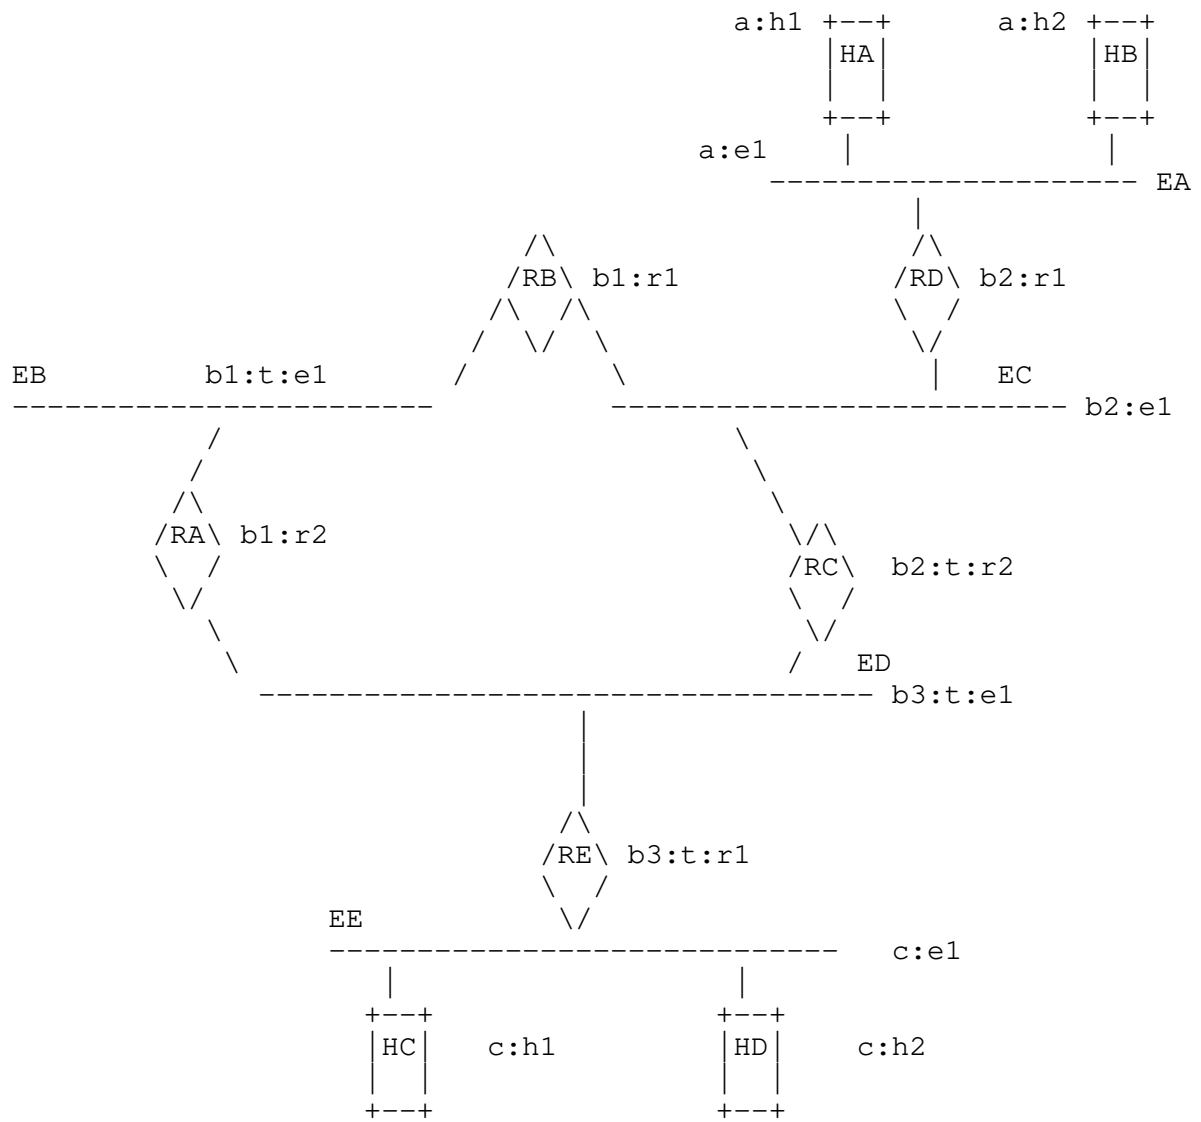 a:h1 a:h2
HA HB
a:e1
EA
RB b1:r1 RD b2:r1
EB b1:t:e1 EC
b2:e1
RA b1:r2
RC b2:t:r2
ED
b3:t:e1
RE b3:t:r1
EE
c:e1
HC c:h1 HD c:h2